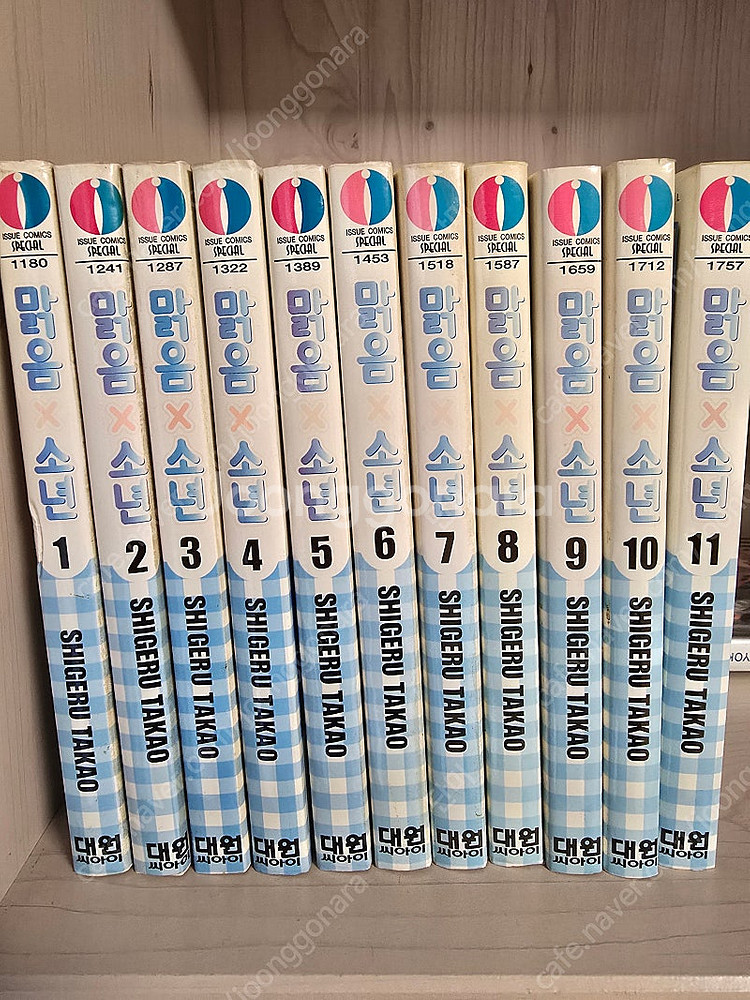 ISSUE COMICS
SPECIAL
1180
맑음×소년
1
SHIGERU TAKAO
대원
씨아이
ISSUE COMICS
SPECIAL
1241
맑음×소년
2
SHIGERU TAKAO
대원
씨아이
ISSUE COMICS
SPECIAL
1287
맑음×소년
3
SHIGERU TAKAO
대원
씨아이
ISSUE COMICS
SPECIAL
1322
맑음×소년
4
SHIGERU TAKAO
대원
씨아이
ISSUE COMICS
SPECIAL
1389
맑음×소년
5
SHIGERU TAKAO
대원
씨아이
ISSUE COMICS
SPECIAL
1453
맑음×소년
6
SHIGERU TAKAO
대원
씨아이
ISSUE COMICS
SPECIAL
1518
맑음×소년
7
SHIGERU TAKAO
대원
씨아이
ISSUE COMICS
SPECIAL
1587
맑음×소년
8
SHIGERU TAKAO
대원
씨아이
ISSUE COMICS
SPECIAL
1659
맑음×소년
9
SHIGERU TAKAO
대원
씨아이
ISSUE COMICS
SPECIAL
1712
맑음×소년
10
SHIGERU TAKAO
대원
씨아이
ISSUE COMICS
SPECIAL
1757
맑음×소년
11
SHIGERU TAKAO
대원
씨아이
YOK
joonggonara